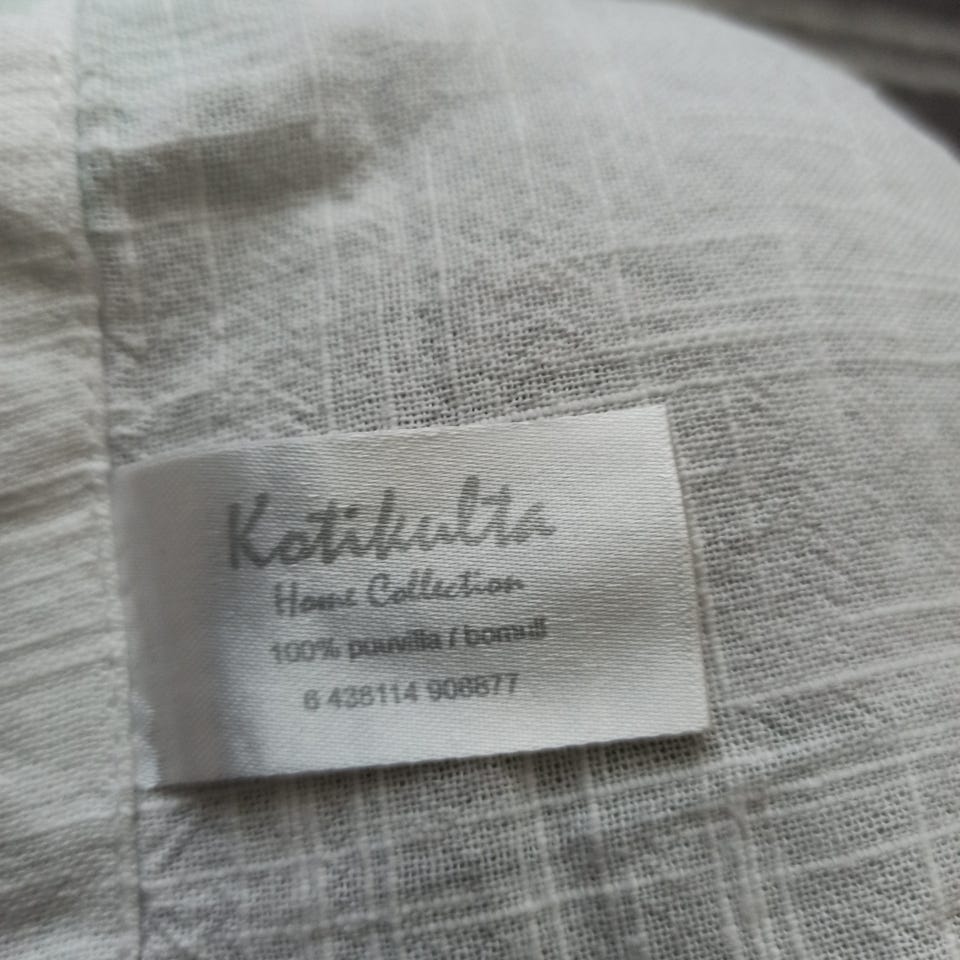 Kotikulta
Home Collection
100% puuvilla / bomull
6 438114 908877